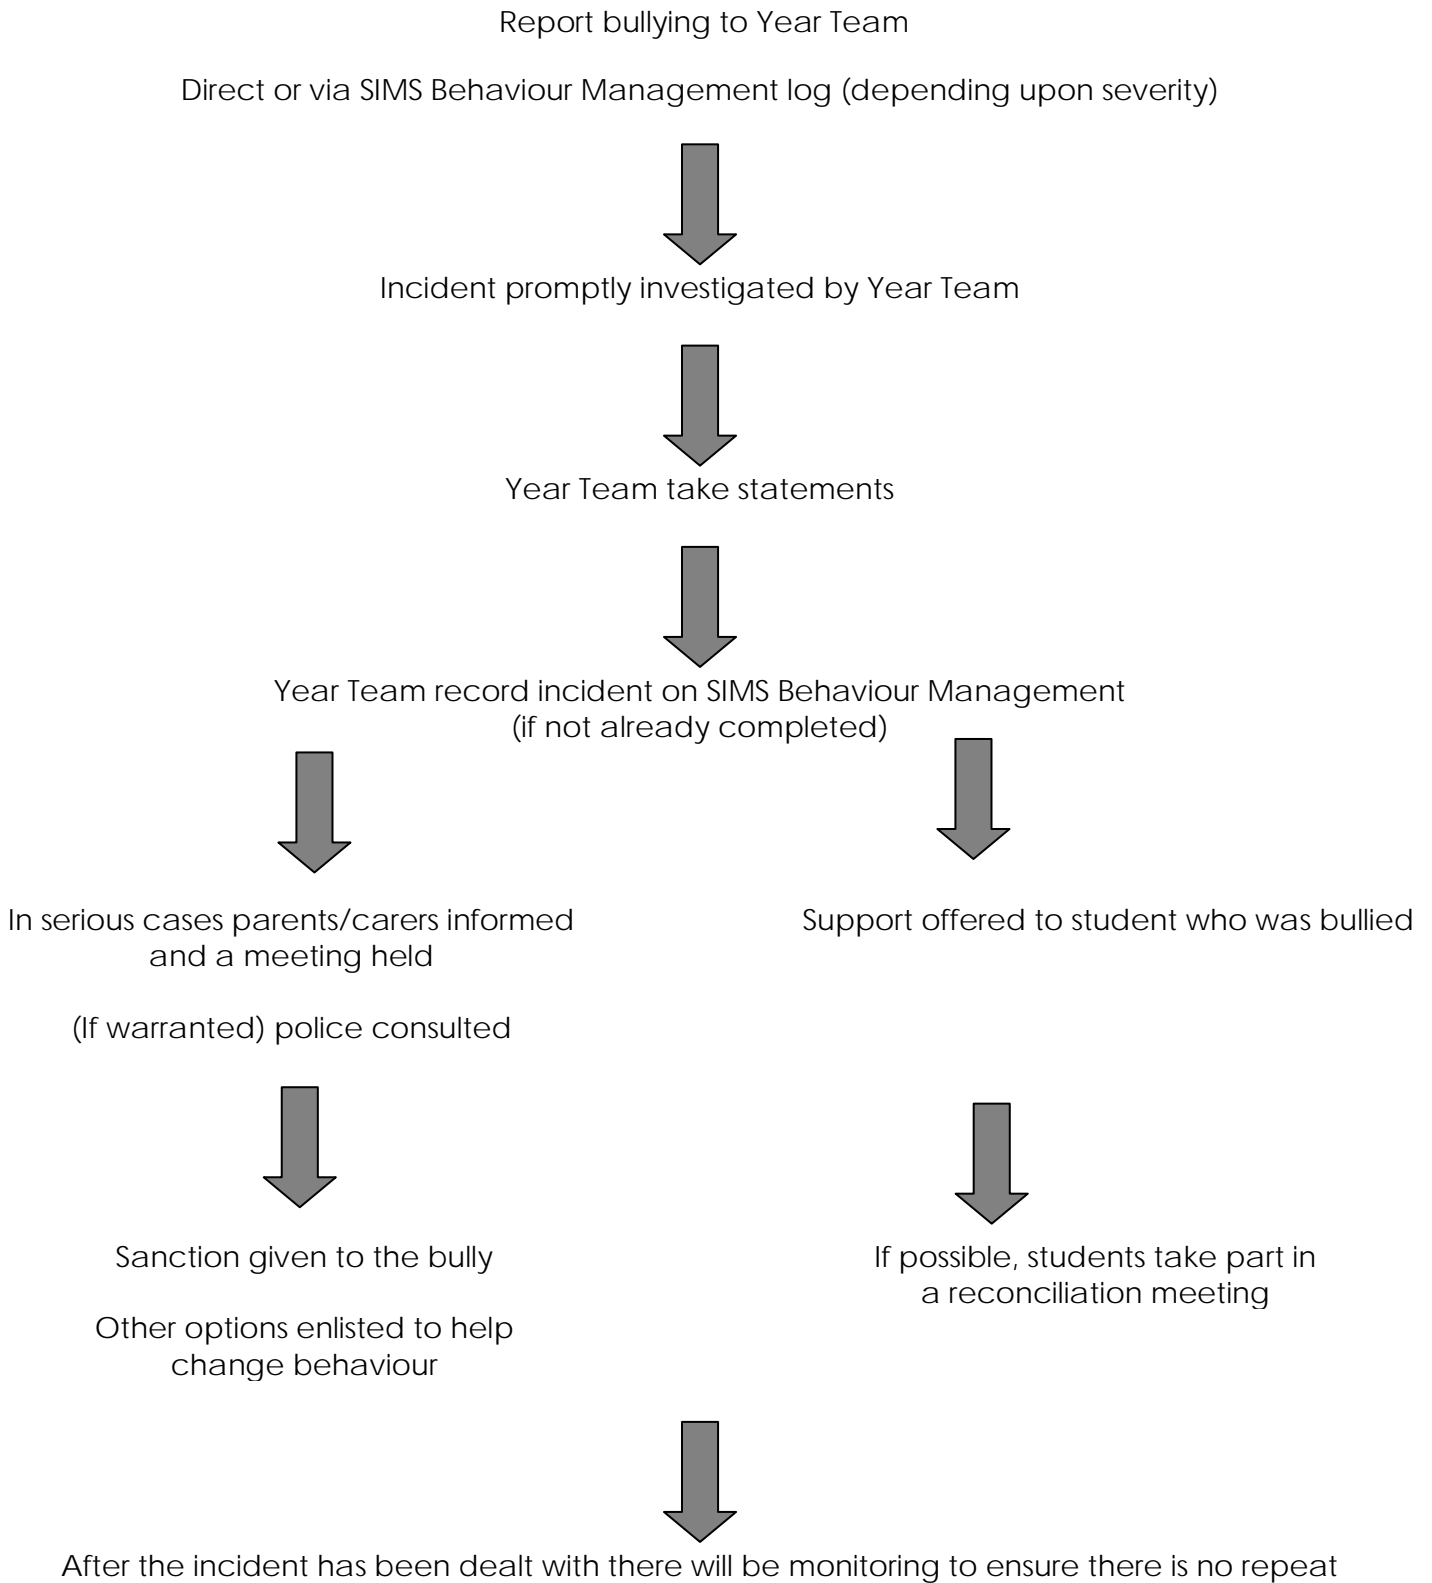 Report bullying to Year Team
Direct or via SIMS Behaviour Management log (depending upon severity)
Incident promptly investigated by Year Team
Year Team take statements
Year Team record incident on SIMS Behaviour Management
(if not already completed)
In serious cases parents/carers informed
and a meeting held
(If warranted) police consulted
Support offered to student who was bullied
Sanction given to the bully
Other options enlisted to help
change behaviour
If possible, students take part in
a reconciliation meeting
After the incident has been dealt with there will be monitoring to ensure there is no repeat